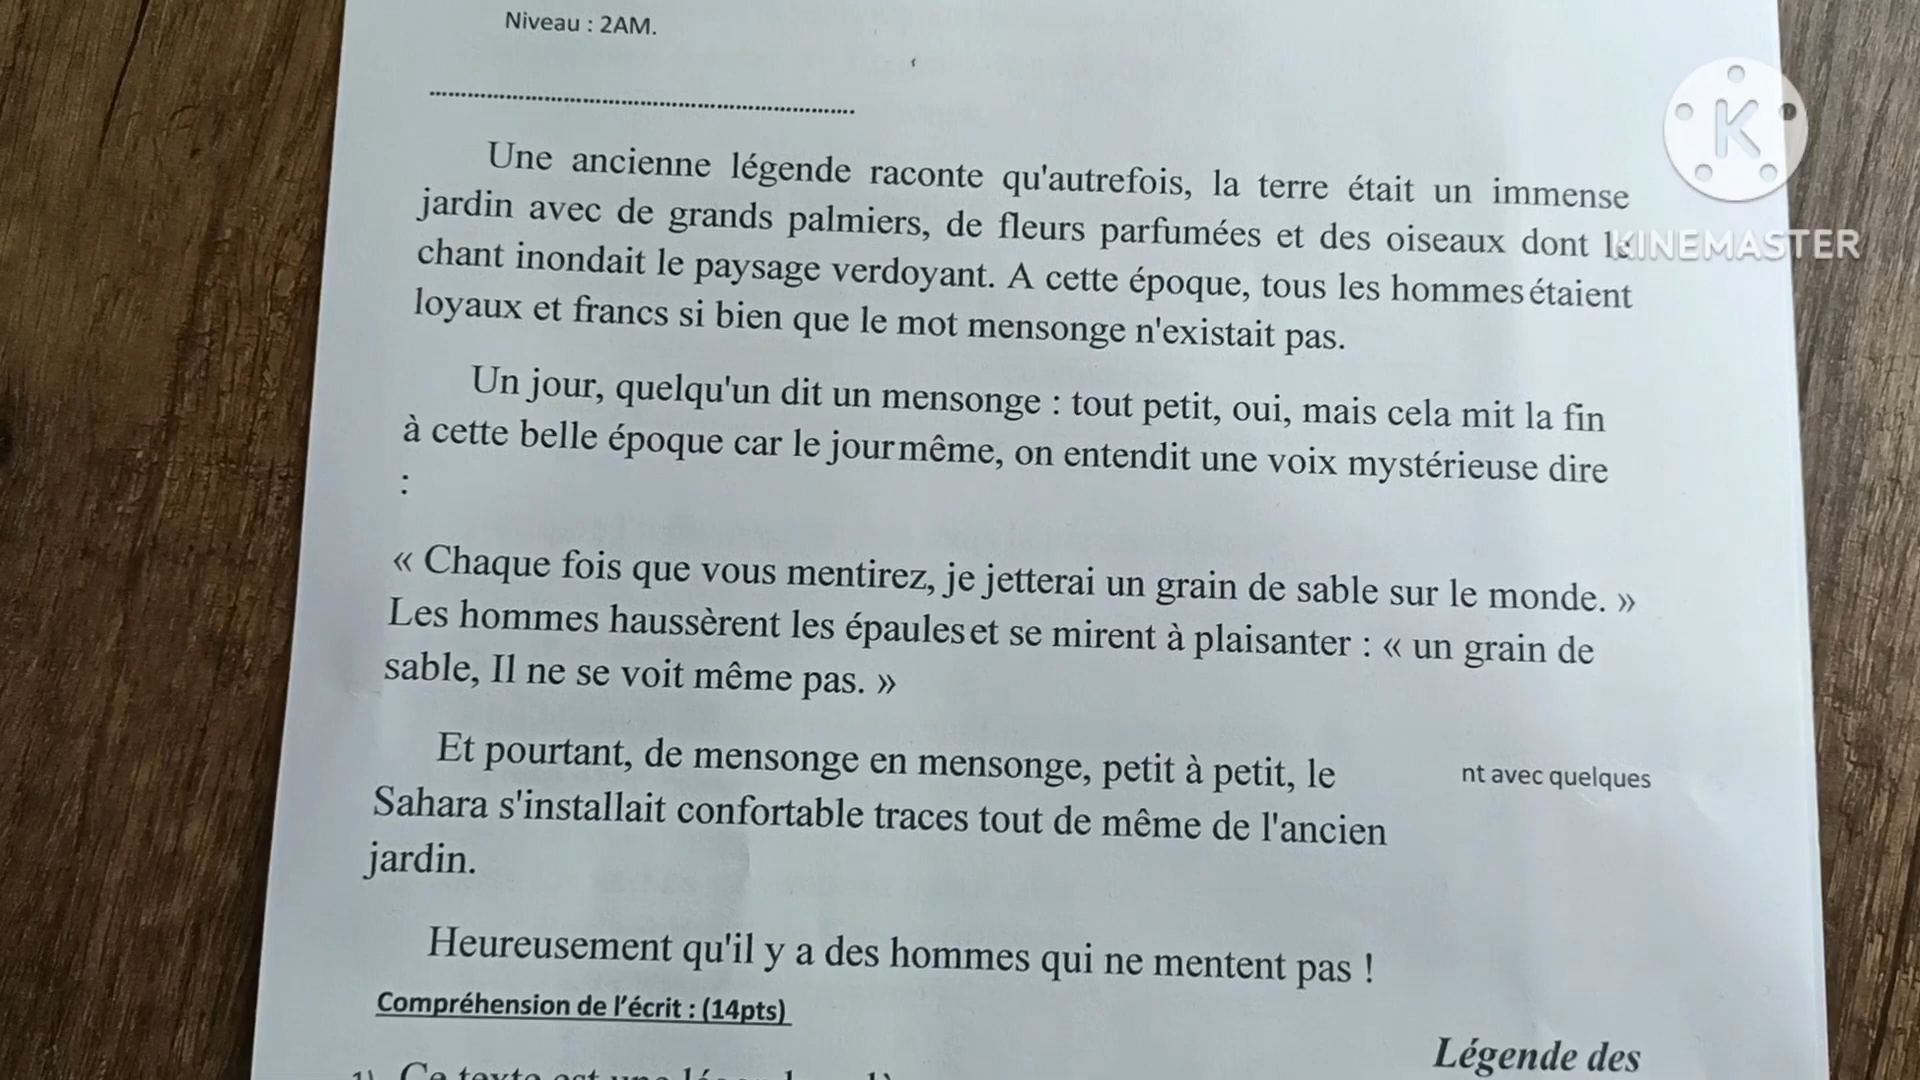 Niveau : 2AM.
Une ancienne légende raconte qu'autrefois, la terre était un immense
jardin avec de grands palmiers, de fleurs parfumées et des oiseaux dont le
chant inondait le paysage verdoyant. A cette époque, tous les hommes étaient
loyaux et francs si bien que le mot mensonge n'existait pas.
Un jour, quelqu'un dit un mensonge : tout petit, oui, mais cela mit la fin
à cette belle époque car le jour même, on entendit une voix mystérieuse dire
:
« Chaque fois que vous mentirez, je jetterai un grain de sable sur le monde. »
Les hommes haussèrent les épaules et se mirent à plaisanter : « un grain de
sable, Il ne se voit même pas. »
Et pourtant, de mensonge en mensonge, petit à petit, le
nt avec quelques
Sahara s'installait confortable traces tout de même de l'ancien
jardin.
Heureusement qu'il y a des hommes qui ne mentent pas !
Compréhension de l'écrit : (14pts)
Légende des
1) Ce texte est une
K
KINEMASTER